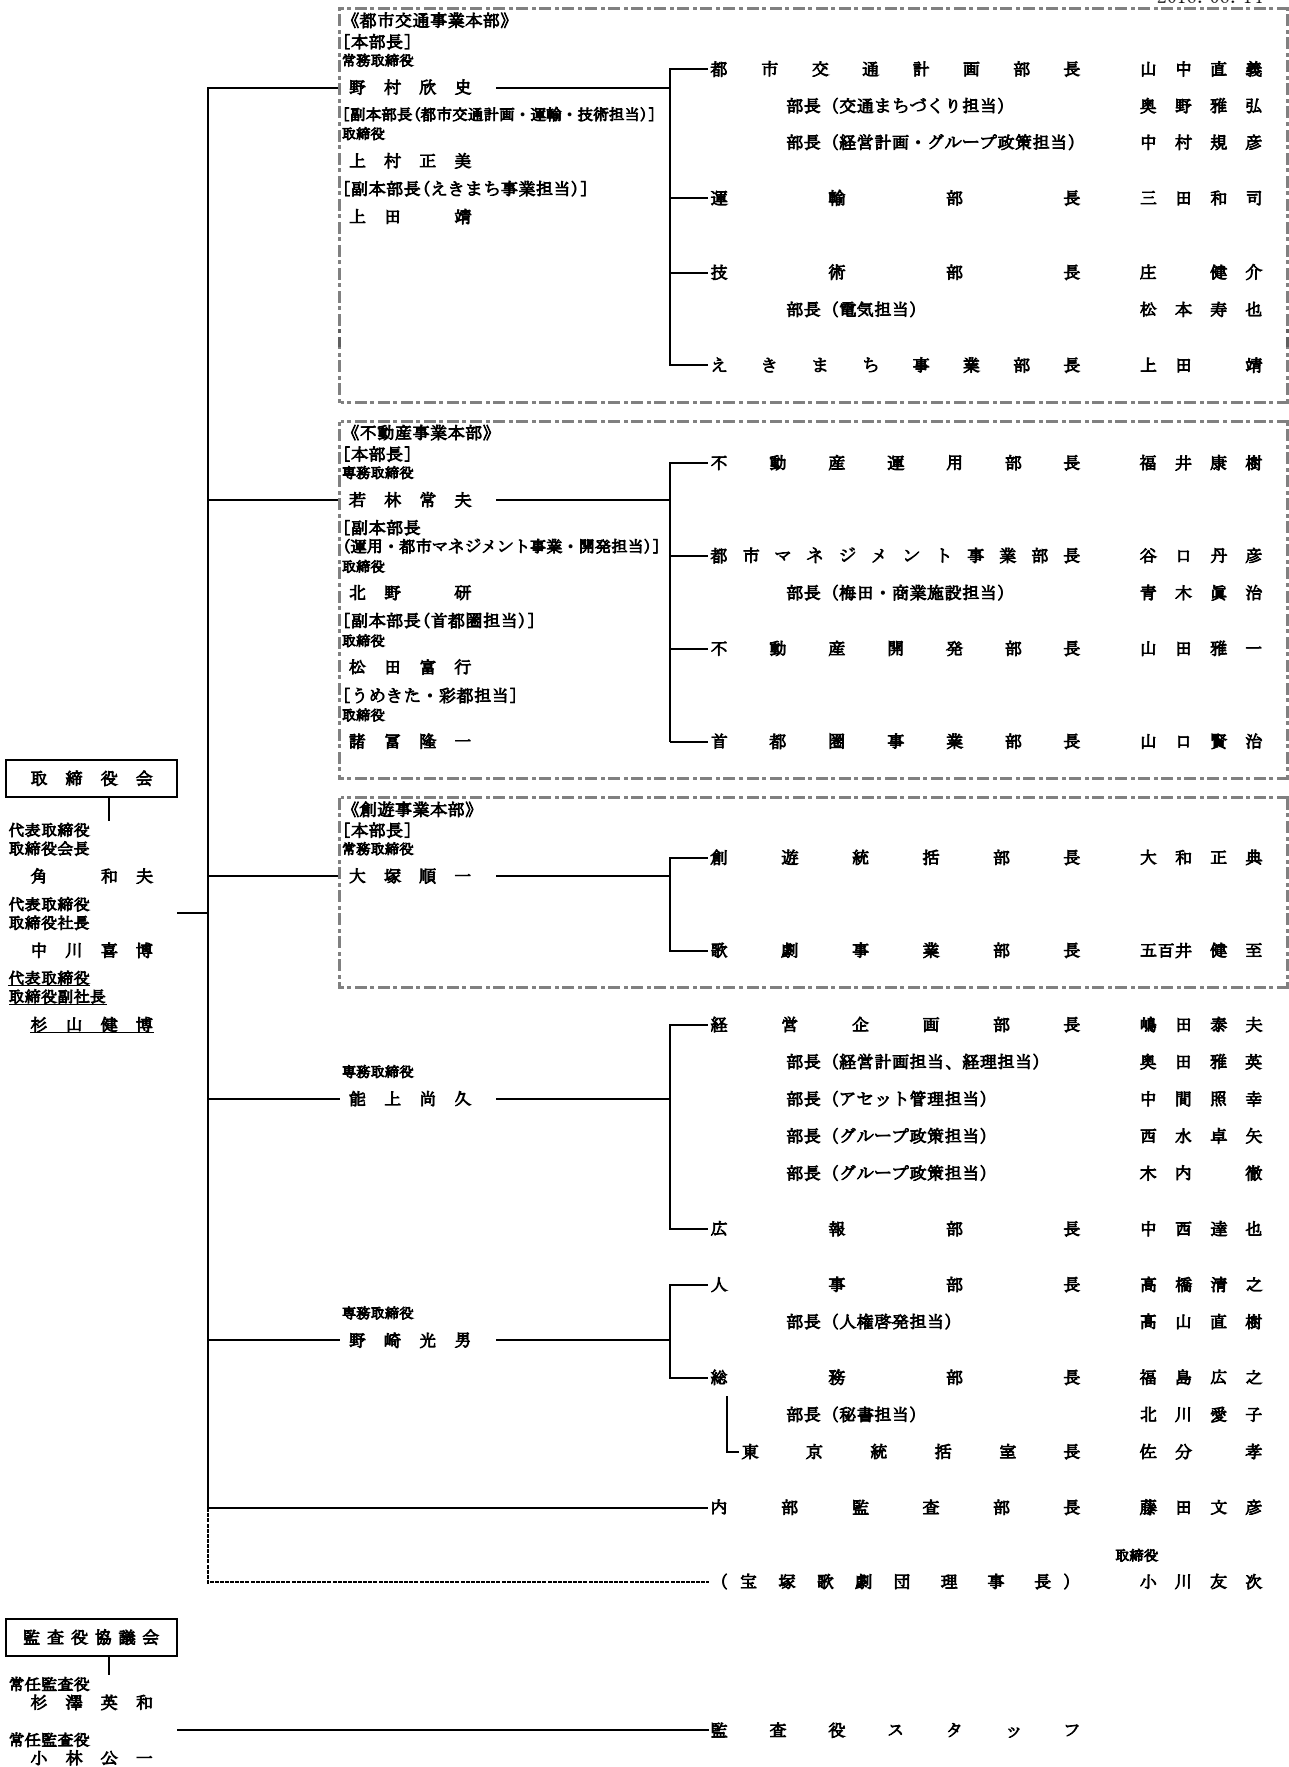 《都市交通事業本部》
[本部長]
常務取締役
野村欣史
[副本部長(都市交通計画・運輸・技術担当)]
取締役
上村正美
[副本部長(えきまち事業担当)]
上田靖
都市交通計画部長 山中直義
部長(交通まちづくり担当) 奥野雅弘
部長(経営計画・グループ政策担当) 中村規彦
運輸部長 三田和司
技術部長 庄健介
部長(電気担当) 松本寿也
えきまち事業部長 上田靖
《不動産事業本部》
[本部長]
専務取締役
若林常夫
[副本部長
(運用・都市マネジメント事業・開発担当)]
取締役
北野研
[副本部長(首都圏担当)]
取締役
松田富行
[うめきた・彩都担当]
取締役
諸冨隆一
不動産運用部長 福井康樹
都市マネジメント事業部長 谷口丹彦
部長(梅田・商業施設担当) 青木眞治
不動産開発部長 山田雅一
首都圏事業部長 山口賢治
取締役会
代表取締役
取締役会長
角和夫
代表取締役
取締役社長
中川喜博
代表取締役
取締役副社長
杉山健博
《創遊事業本部》
[本部長]
常務取締役
大塚順一
創遊統括部長 大和正典
歌劇事業部長 五百井健至
専務取締役
能上尚久
経営企画部長 嶋田泰夫
部長(経営計画担当、経理担当) 奥田雅英
部長(アセット管理担当) 中間照幸
部長(グループ政策担当) 西水卓矢
部長(グループ政策担当) 木内徹
広報部長 中西達也
専務取締役
野崎光男
人事部長 髙橋清之
部長(人権啓発担当) 髙山直樹
総務部長 福島広之
部長(秘書担当) 北川愛子
東京統括室長 佐分孝
内部監査部長 藤田文彦
取締役
(宝塚歌劇団理事長) 小川友次
監査役協議会
常任監査役
杉澤英和
常任監査役
小林公一
監査役スタッフ